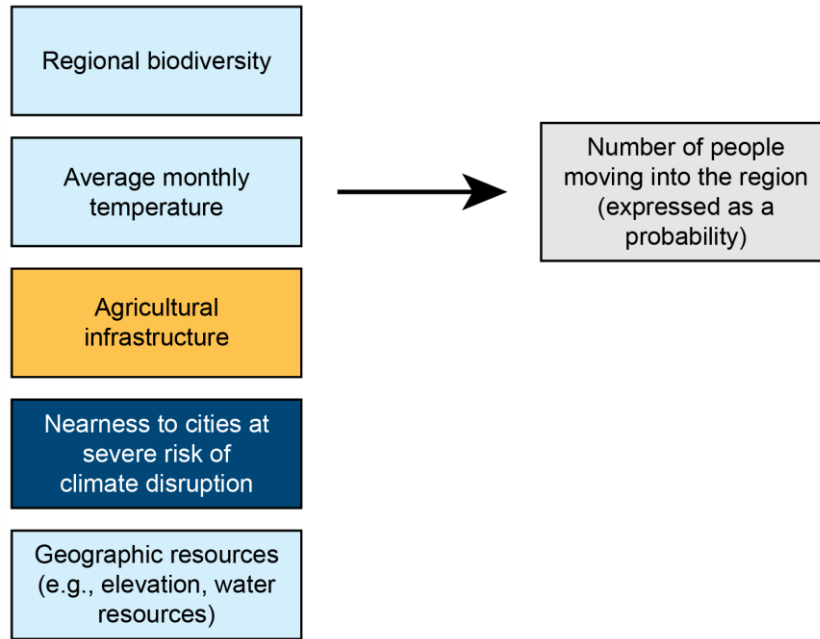 Regional biodiversity
Average monthly
temperature
Agricultural
infrastructure
Nearness to cities at
severe risk of
climate disruption
Geographic resources
(e.g., elevation, water
resources)
Number of people
moving into the region
(expressed as a
probability)